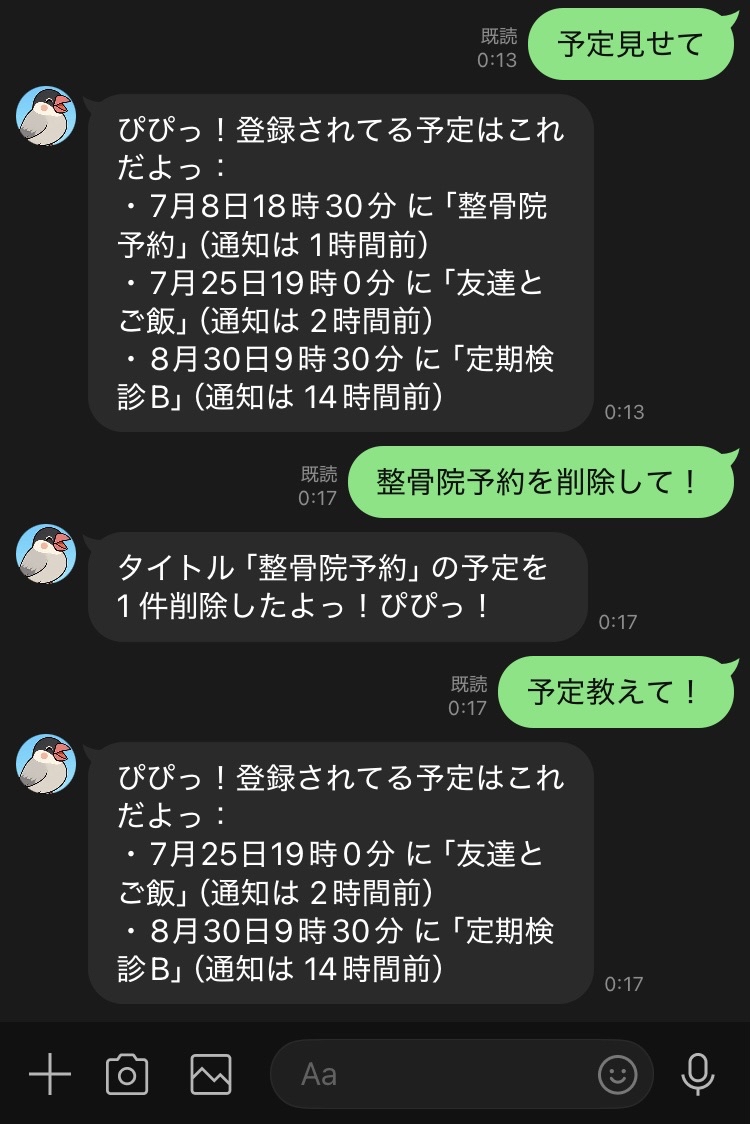 予定見せて
既読
0:13
ぴぴっ！登録されてる予定はこれ
だよっ：
・7月8日18時30分 に「整骨院
予約」（通知は 1時間前）
・7月25日19時0分 に「友達と
ご飯」（通知は 2時間前）
・8月30日9時30分 に「定期検
診B」（通知は 14時間前）
0:13
整骨院予約を削除して！
既読
0:17
タイトル「整骨院予約」の予定を
1件削除したよっ！ぴぴっ！
0:17
予定教えて！
既読
0:17
ぴぴっ！登録されてる予定はこれ
だよっ：
・7月25日19時0分 に「友達と
ご飯」（通知は 2時間前）
・8月30日9時30分 に「定期検
診B」（通知は 14時間前）
0:17
Aa